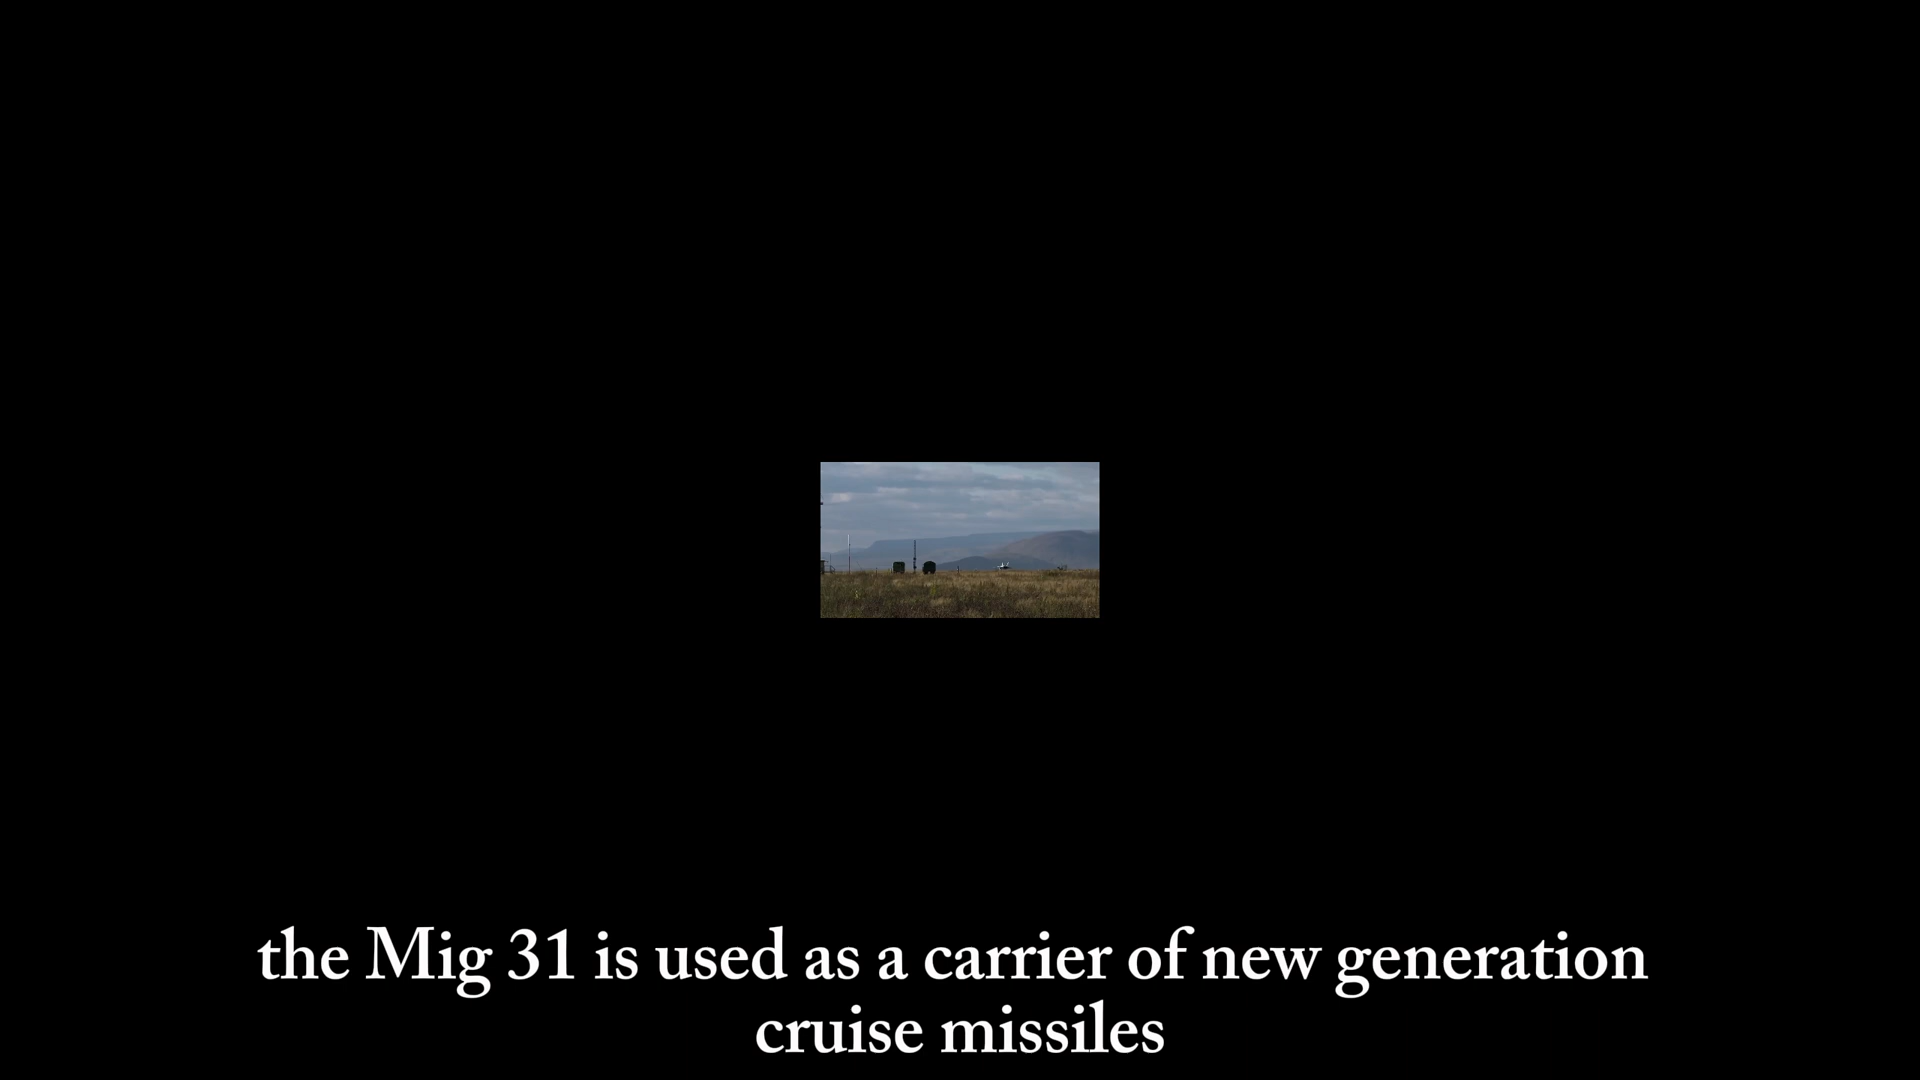 the Mig 31 is used as a carrier of new generation
cruise missiles